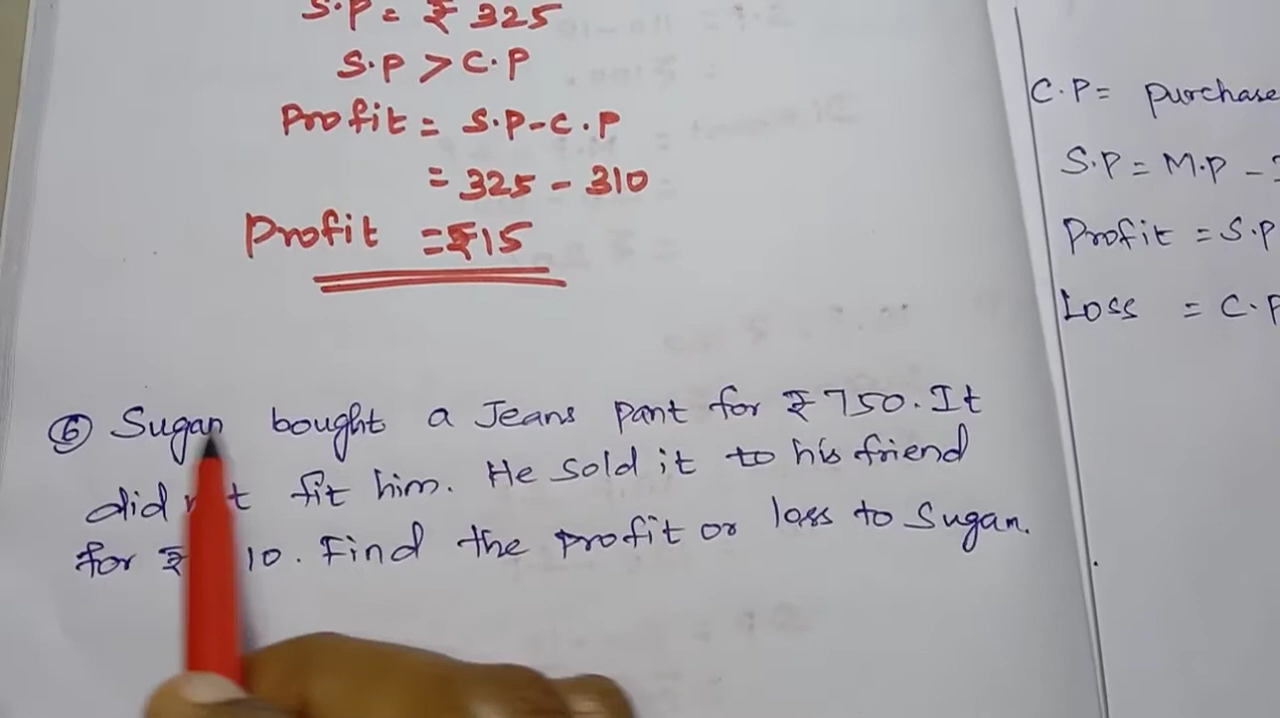 S.P = ₹ 325
S.P > C.P
Profit = S.P - C.P
= 325 - 310
Profit = ₹15
⑥ Sugan bought a Jeans pant for ₹750. It
did fit him. He sold it to his friend
for ₹ 10. Find the profit or loss to Sugan.
C.P = purchase
S.P = M.P -
Profit = S.P
Loss = C.P